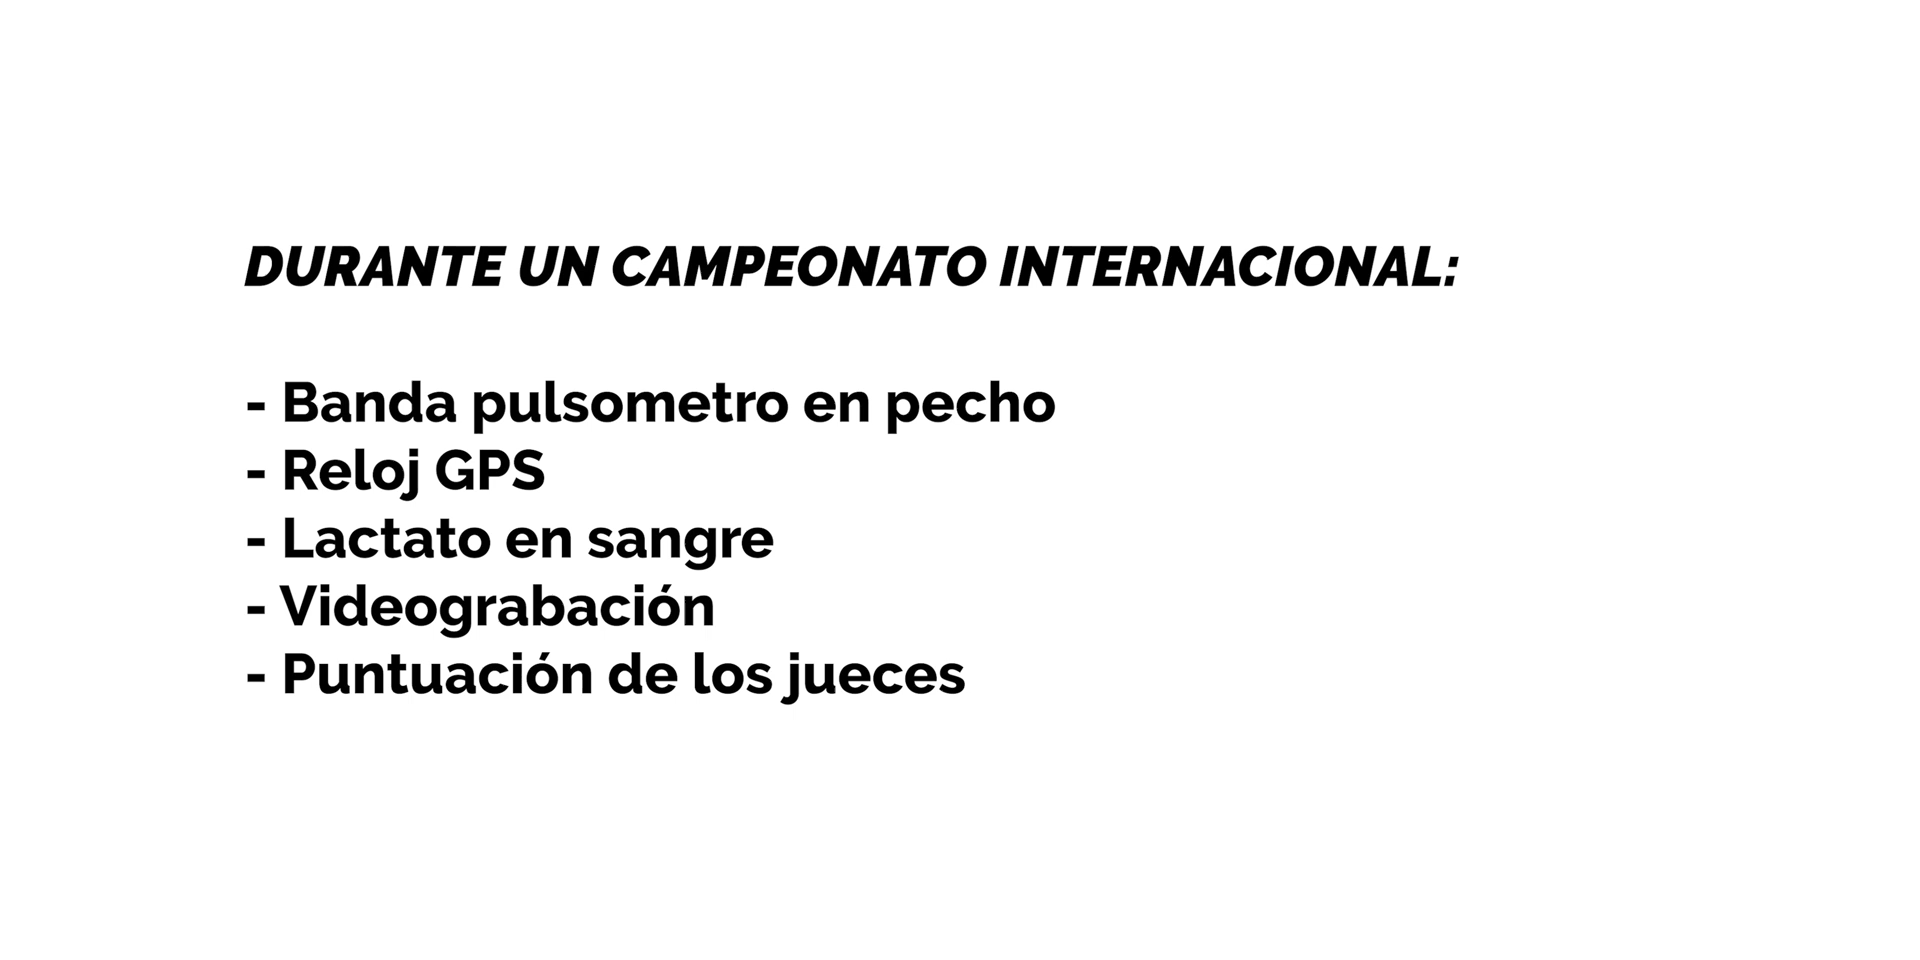 DURANTE UN CAMPEONATO INTERNACIONAL:
- Banda pulsometro en pecho
- Reloj GPS
- Lactato en sangre
- Videograbación
- Puntuación de los jueces